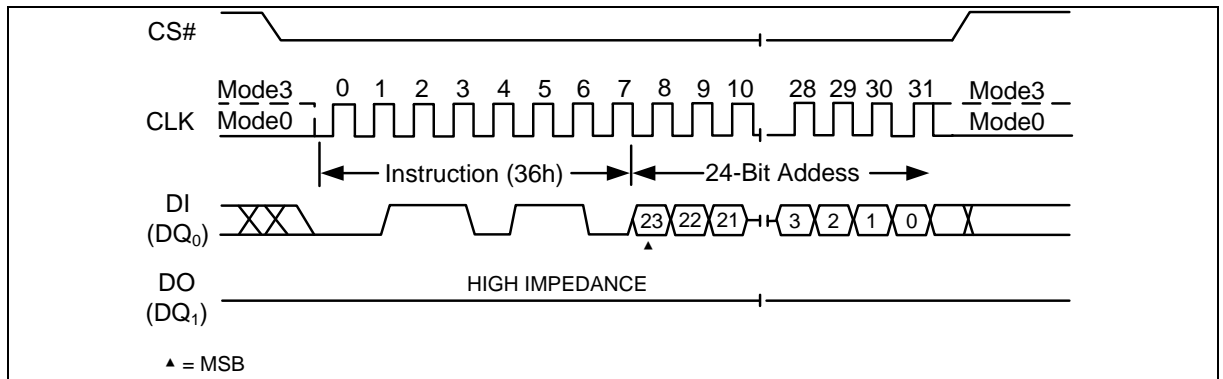 CS#
0 1 2 3 4 5 6 7 8 9 10 28 29 30 31
Mode3 Mode3
CLK Mode0 Mode0
Instruction (36h) 24-Bit Addess
DI
(DQ0) 23 22 21 3 2 1 0
DO HIGH IMPEDANCE
(DQ1)
▲ = MSB